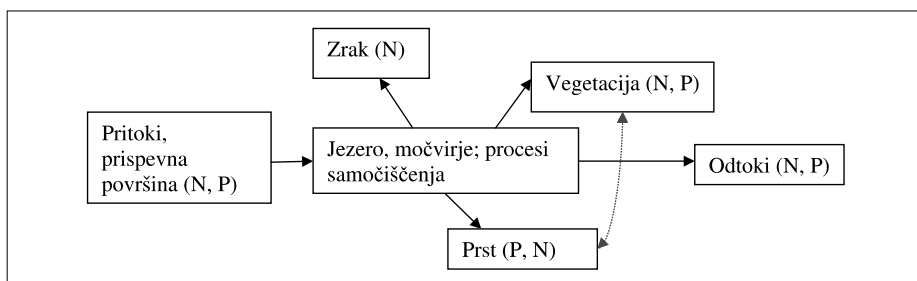 Zrak (N)
Vegetacija (N, P)
Pritoki,
prispevna
površina (N, P)
Jezero, močvirje; procesi
samočiščenja
Odtoki (N, P)
Prst (P, N)